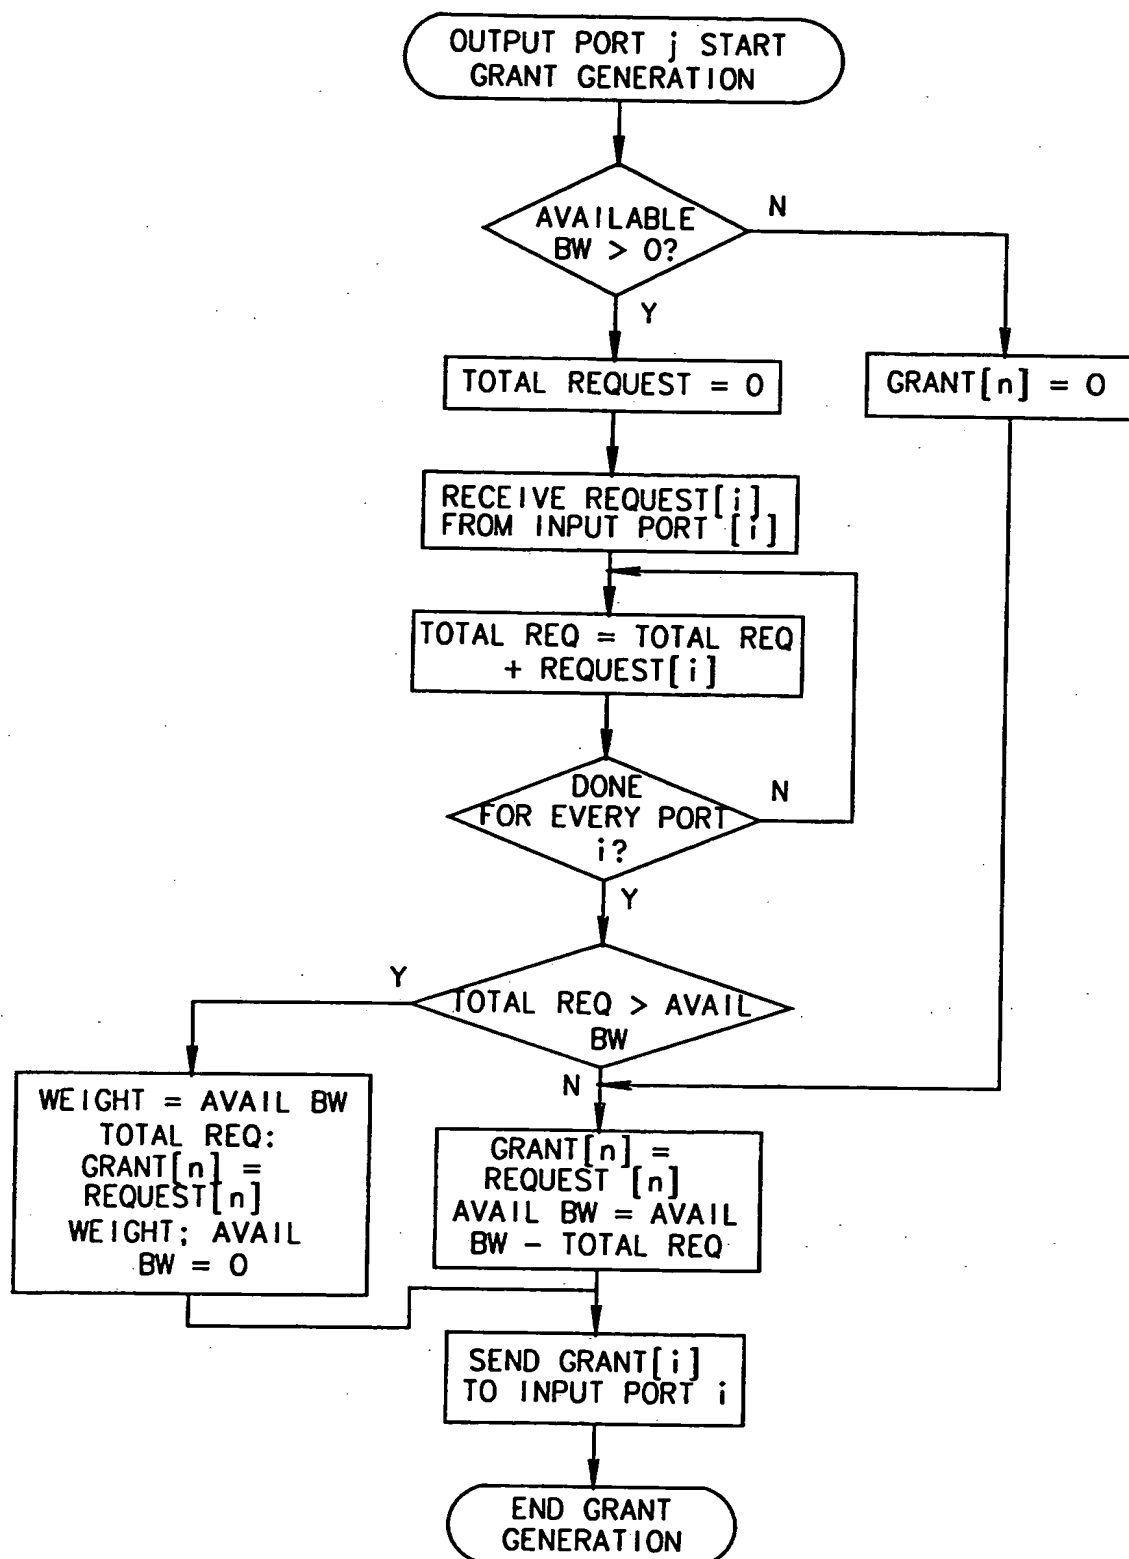 OUTPUT PORT j START
GRANT GENERATION
AVAILABLE
BW > 0?
N
Y
TOTAL REQUEST = 0
GRANT[n] = 0
RECEIVE REQUEST[i]
FROM INPUT PORT [i]
TOTAL REQ = TOTAL REQ
+ REQUEST[i]
DONE
FOR EVERY PORT
i?
N
Y
TOTAL REQ > AVAIL
BW
Y
N
WEIGHT = AVAIL BW
TOTAL REQ:
GRANT[n] =
REQUEST[n]
WEIGHT; AVAIL
BW = 0
GRANT[n] =
REQUEST [n]
AVAIL BW = AVAIL
BW - TOTAL REQ
SEND GRANT[i]
TO INPUT PORT i
END GRANT
GENERATION